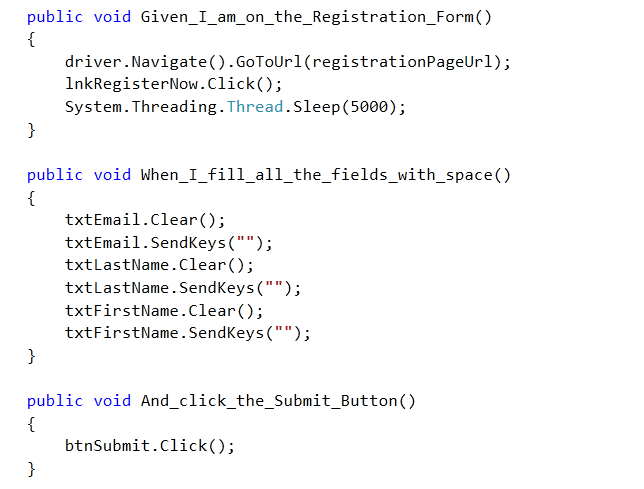 public void Given_I_am_on_the_Registration_Form()
{
    driver.Navigate().GoToUrl(registrationPageUrl);
    lnkRegisterNow.Click();
    System.Threading.Thread.Sleep(5000);
}

public void When_I_fill_all_the_fields_with_space()
{
    txtEmail.Clear();
    txtEmail.SendKeys("");
    txtLastName.Clear();
    txtLastName.SendKeys("");
    txtFirstName.Clear();
    txtFirstName.SendKeys("");
}

public void And_click_the_Submit_Button()
{
    btnSubmit.Click();
}